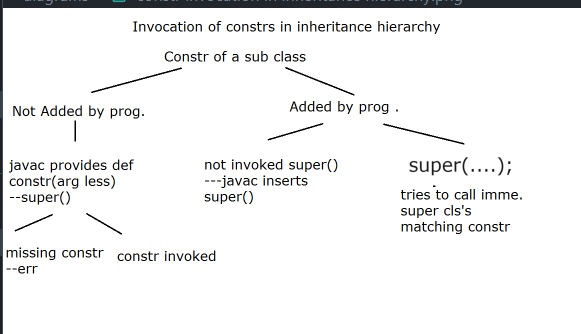 Invocation of constrs in inheritance hierarchy
Constr of a sub class
Not Added by prog.
Added by prog .
javac provides def
constr(arg less)
--super()
not invoked super()
---javac inserts
super()
super(....);
tries to call imme.
super cls's
matching constr
missing constr
--err
constr invoked